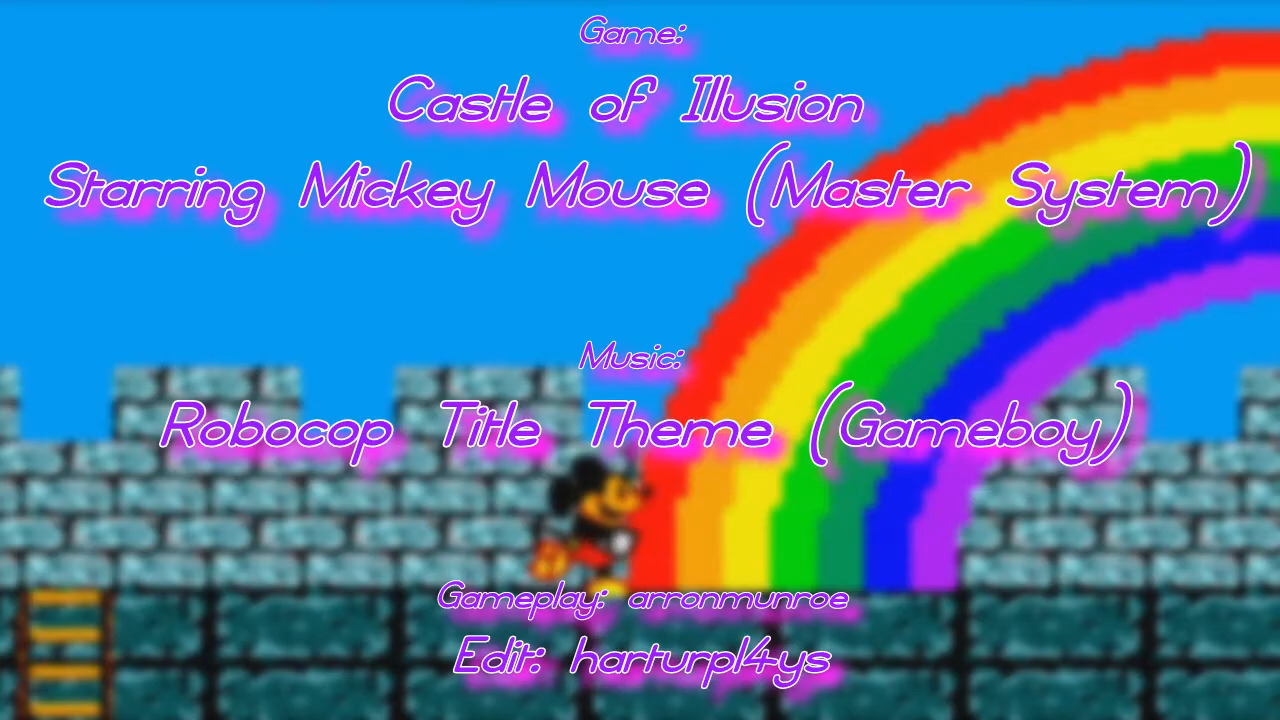 Game:
Castle of Illusion
Starring Mickey Mouse (Master System)
Music:
Robocop Title Theme (Gameboy)
Gameplay: arronmunroe
Edit: harturpl4ys